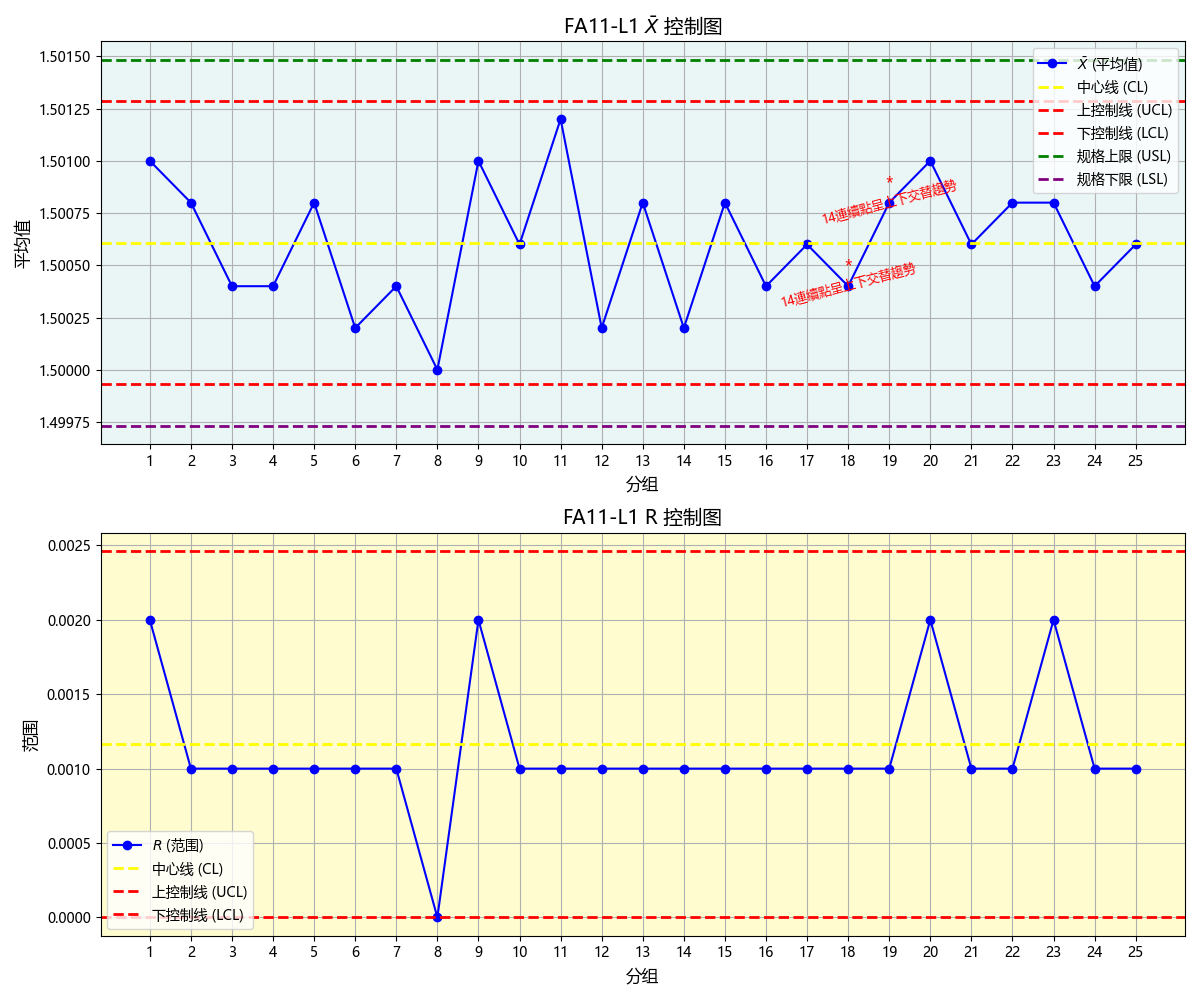 FA11-L1 X̄ 控制图
平均值
1.50150
1.50125
1.50100
1.50075
1.50050
1.50025
1.50000
1.49975
X̄ (平均值)
中心线 (CL)
上控制线 (UCL)
下控制线 (LCL)
规格上限 (USL)
规格下限 (LSL)
*
14連續點呈上下交替趨勢
*
14連續點呈上下交替趨勢
1 2 3 4 5 6 7 8 9 10 11 12 13 14 15 16 17 18 19 20 21 22 23 24 25
分组
FA11-L1 R 控制图
范围
0.0025
0.0020
0.0015
0.0010
0.0005
0.0000
R (范围)
中心线 (CL)
上控制线 (UCL)
下控制线 (LCL)
1 2 3 4 5 6 7 8 9 10 11 12 13 14 15 16 17 18 19 20 21 22 23 24 25
分组